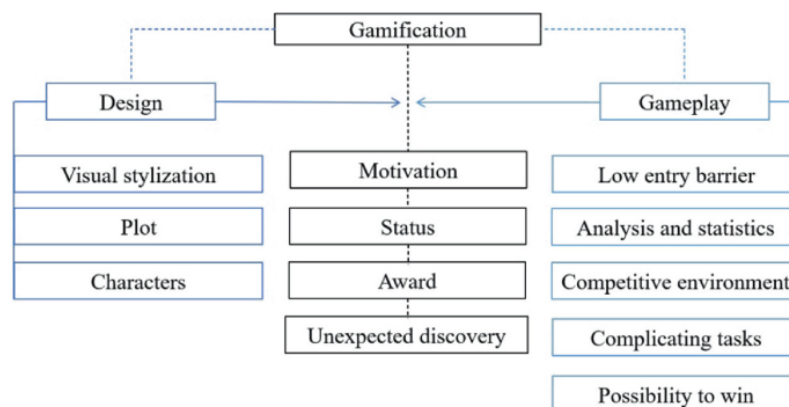 Gamification
Design
Gameplay
Visual stylization
Motivation
Low entry barrier
Plot
Status
Analysis and statistics
Characters
Award
Competitive environment
Unexpected discovery
Complicating tasks
Possibility to win